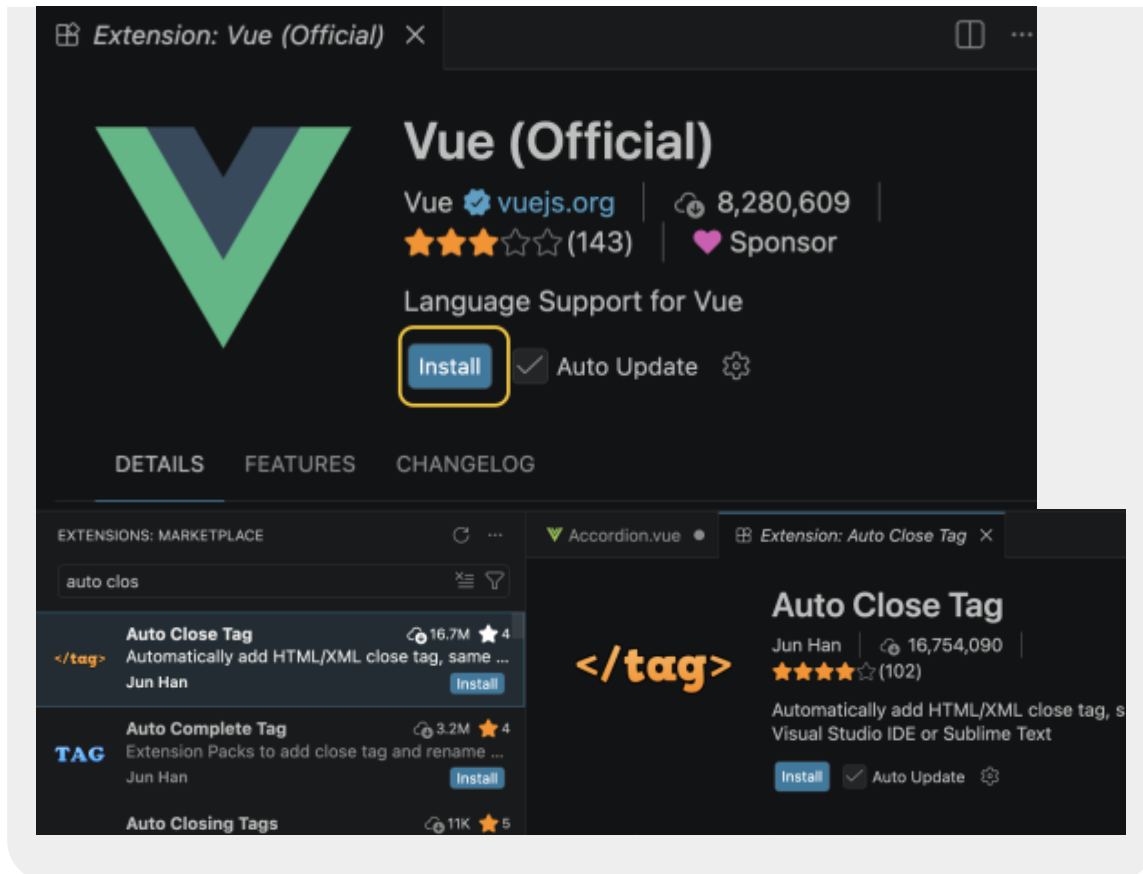 Extension: Vue (Official)
Vue (Official)
Vue vuejs.org 8,280,609
(143) Sponsor
Language Support for Vue
Install Auto Update
DETAILS FEATURES CHANGELOG
EXTENSIONS: MARKETPLACE
auto clos
</tag>
Auto Close Tag 16.7M 4
Automatically add HTML/XML close tag, same ...
Jun Han Install
TAG
Auto Complete Tag 3.2M 4
Extension Packs to add close tag and rename ...
Jun Han Install
Auto Closing Tags 11K 5
Accordion.vue Extension: Auto Close Tag
</tag>
Auto Close Tag
Jun Han 16,754,090
(102)
Automatically add HTML/XML close tag, s
Visual Studio IDE or Sublime Text
Install Auto Update